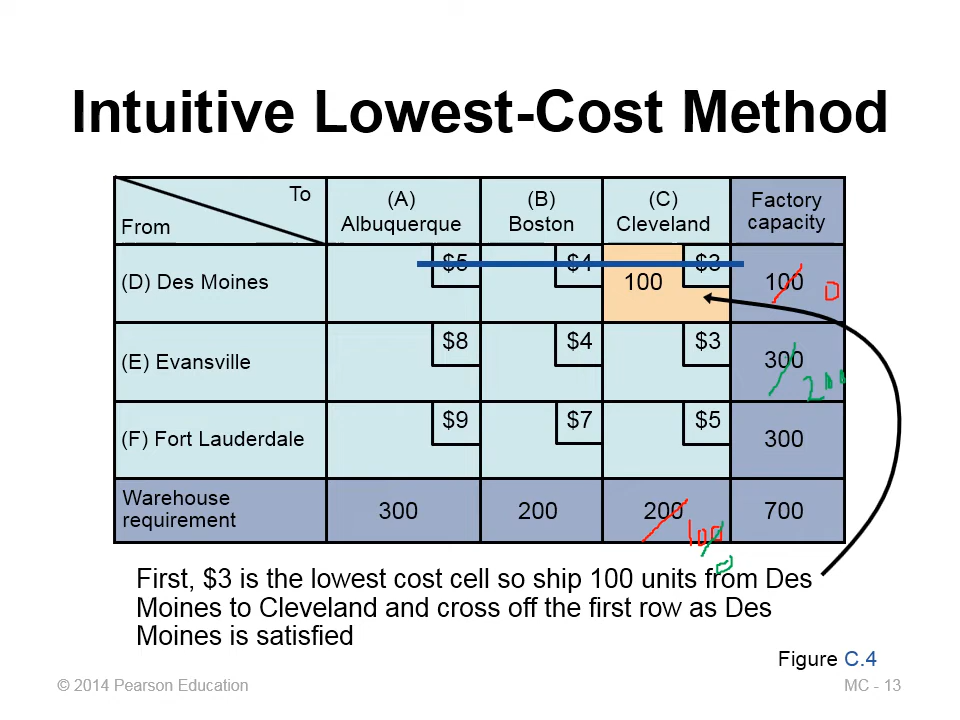 Intuitive Lowest-Cost Method
To
From
(A)
Albuquerque
(B)
Boston
(C)
Cleveland
Factory
capacity
(D) Des Moines
$5
$4
100
$3
100
0
(E) Evansville
$8
$4
$3
300
200
(F) Fort Lauderdale
$9
$7
$5
300
Warehouse
requirement
300
200
200
700
100
0
First, $3 is the lowest cost cell so ship 100 units from Des
Moines to Cleveland and cross off the first row as Des
Moines is satisfied
Figure C.4
© 2014 Pearson Education
MC - 13